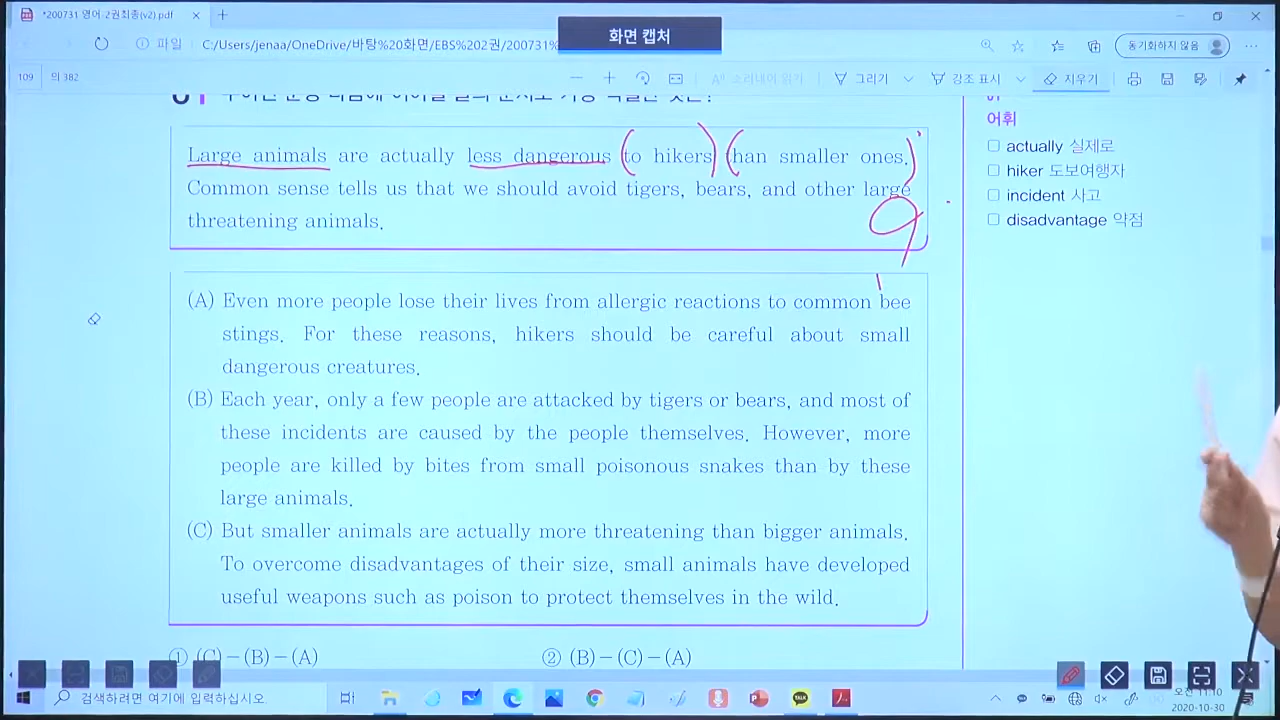 *200731 영어-2권최종(v2).pdf
화면 캡처
파일
C:/Users/jenaa/OneDrive/바탕%20화면/EBS%202권/200731%
동기화하지 않음
109 의 382
소리내어 읽기
그리기
강조 표시
지우기
01
어휘
Large animals are actually less dangerous (to hikers) (than smaller ones.)
Common sense tells us that we should avoid tigers, bears, and other large
threatening animals.
(A) Even more people lose their lives from allergic reactions to common bee
stings. For these reasons, hikers should be careful about small
dangerous creatures.
(B) Each year, only a few people are attacked by tigers or bears, and most of
these incidents are caused by the people themselves. However, more
people are killed by bites from small poisonous snakes than by these
large animals.
(C) But smaller animals are actually more threatening than bigger animals.
To overcome disadvantages of their size, small animals have developed
useful weapons such as poison to protect themselves in the wild.
① (C)-(B)-(A)
② (B)-(C)-(A)
actually 실제로
hiker 도보여행자
incident 사고
disadvantage 약점
검색하려면 여기에 입력하십시오.
TALK
오전 11:10
2020-10-30